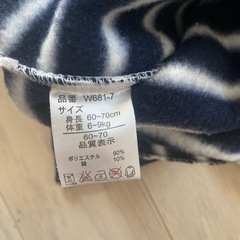 品番 W681-7
サイズ
身長 60-70cm
体重 6-9kg
60-70
品質表示
ポリエステル 90%
綿 10%